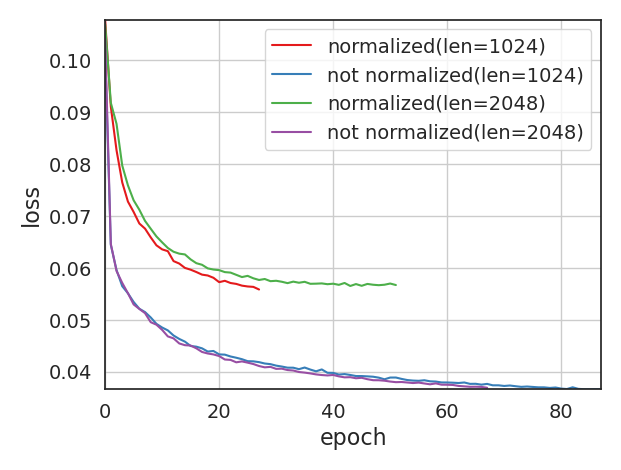 normalized(len=1024)
not normalized(len=1024)
normalized(len=2048)
not normalized(len=2048)
0.10
0.09
0.08
0.07
0.06
0.05
0.04
loss
0 20 40 60 80
epoch